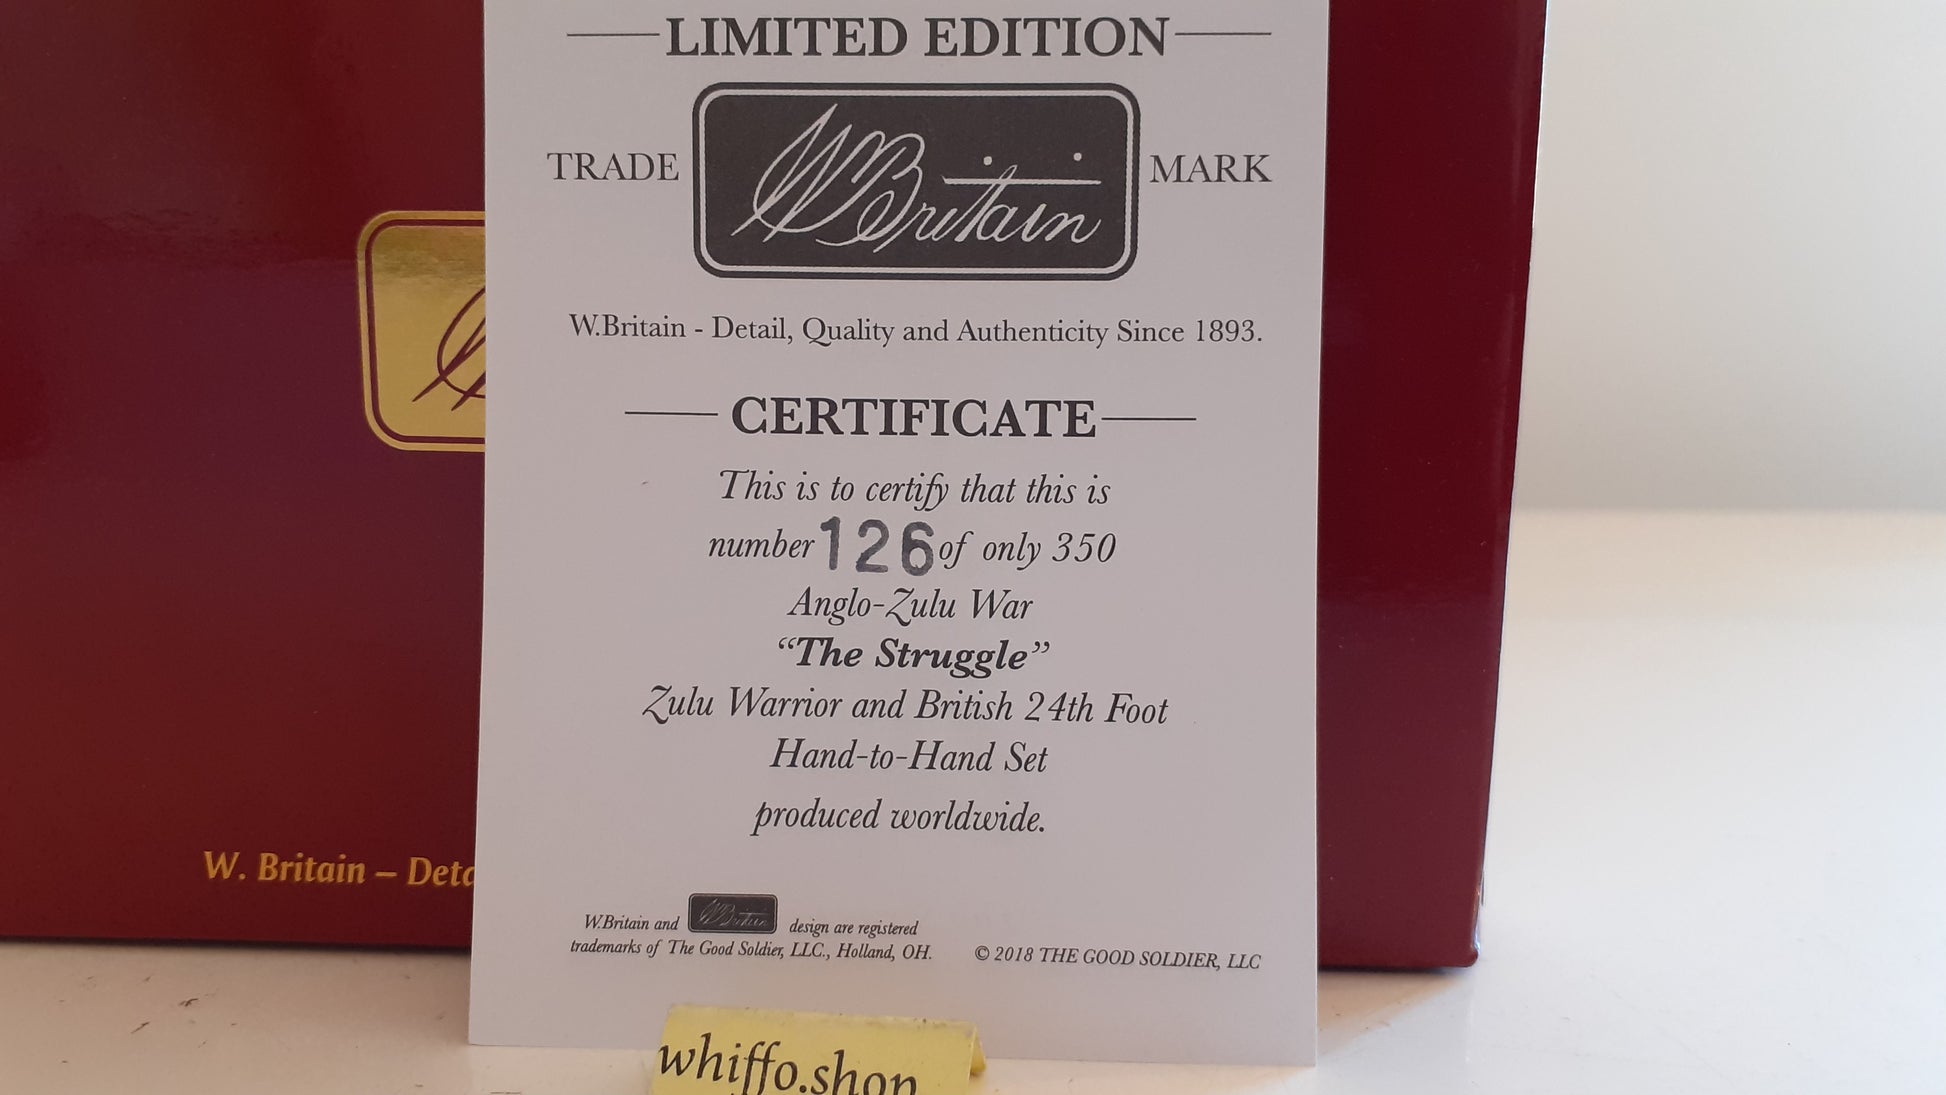 LIMITED EDITION
TRADE WM Britain MARK
W.Britain - Detail, Quality and Authenticity Since 1893.
CERTIFICATE
This is to certify that this is
number 126 of only 350
Anglo-Zulu War
“The Struggle”
Zulu Warrior and British 24th Foot
Hand-to-Hand Set
produced worldwide.
W. Britain – Deta
W.Britain and WM Britain design are registered
trademarks of The Good Soldier, LLC., Holland, OH.
© 2018 THE GOOD SOLDIER, LLC
whiffo.shop